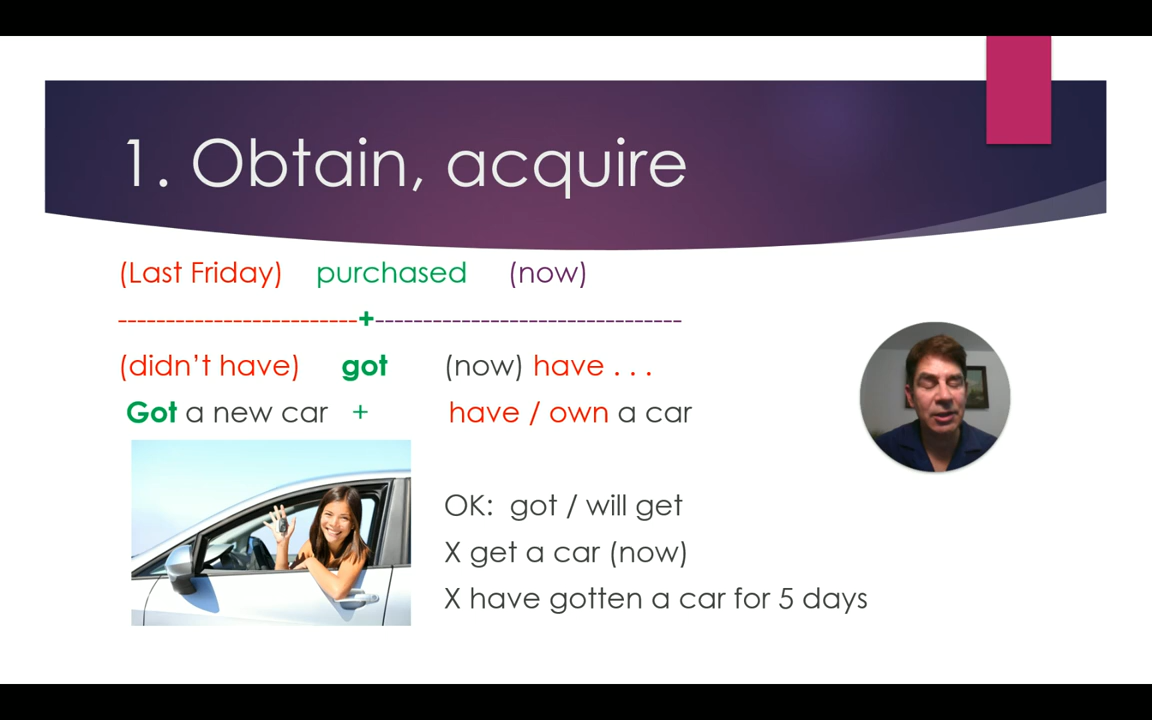 1. Obtain, acquire
(Last Friday) purchased (now)
-------------------------+--------------------------------
(didn't have) got (now) have . . .
Got a new car + have / own a car
OK: got / will get
X get a car (now)
X have gotten a car for 5 days